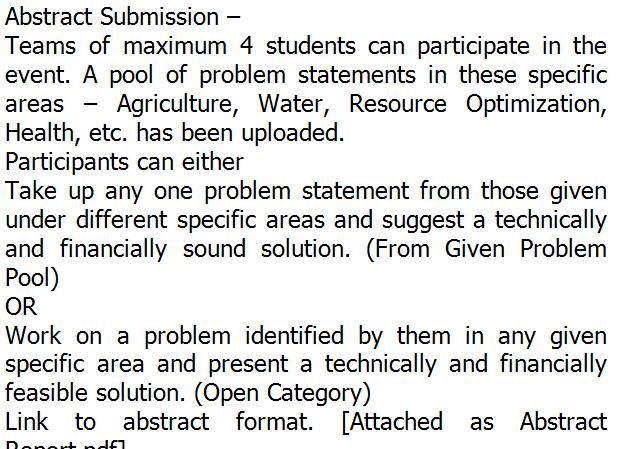 Abstract Submission –
Teams of maximum 4 students can participate in the
event. A pool of problem statements in these specific
areas – Agriculture, Water, Resource Optimization,
Health, etc. has been uploaded.
Participants can either
Take up any one problem statement from those given
under different specific areas and suggest a technically
and financially sound solution. (From Given Problem
Pool)
OR
Work on a problem identified by them in any given
specific area and present a technically and financially
feasible solution. (Open Category)
Link to abstract format. [Attached as Abstract
Report.pdf]